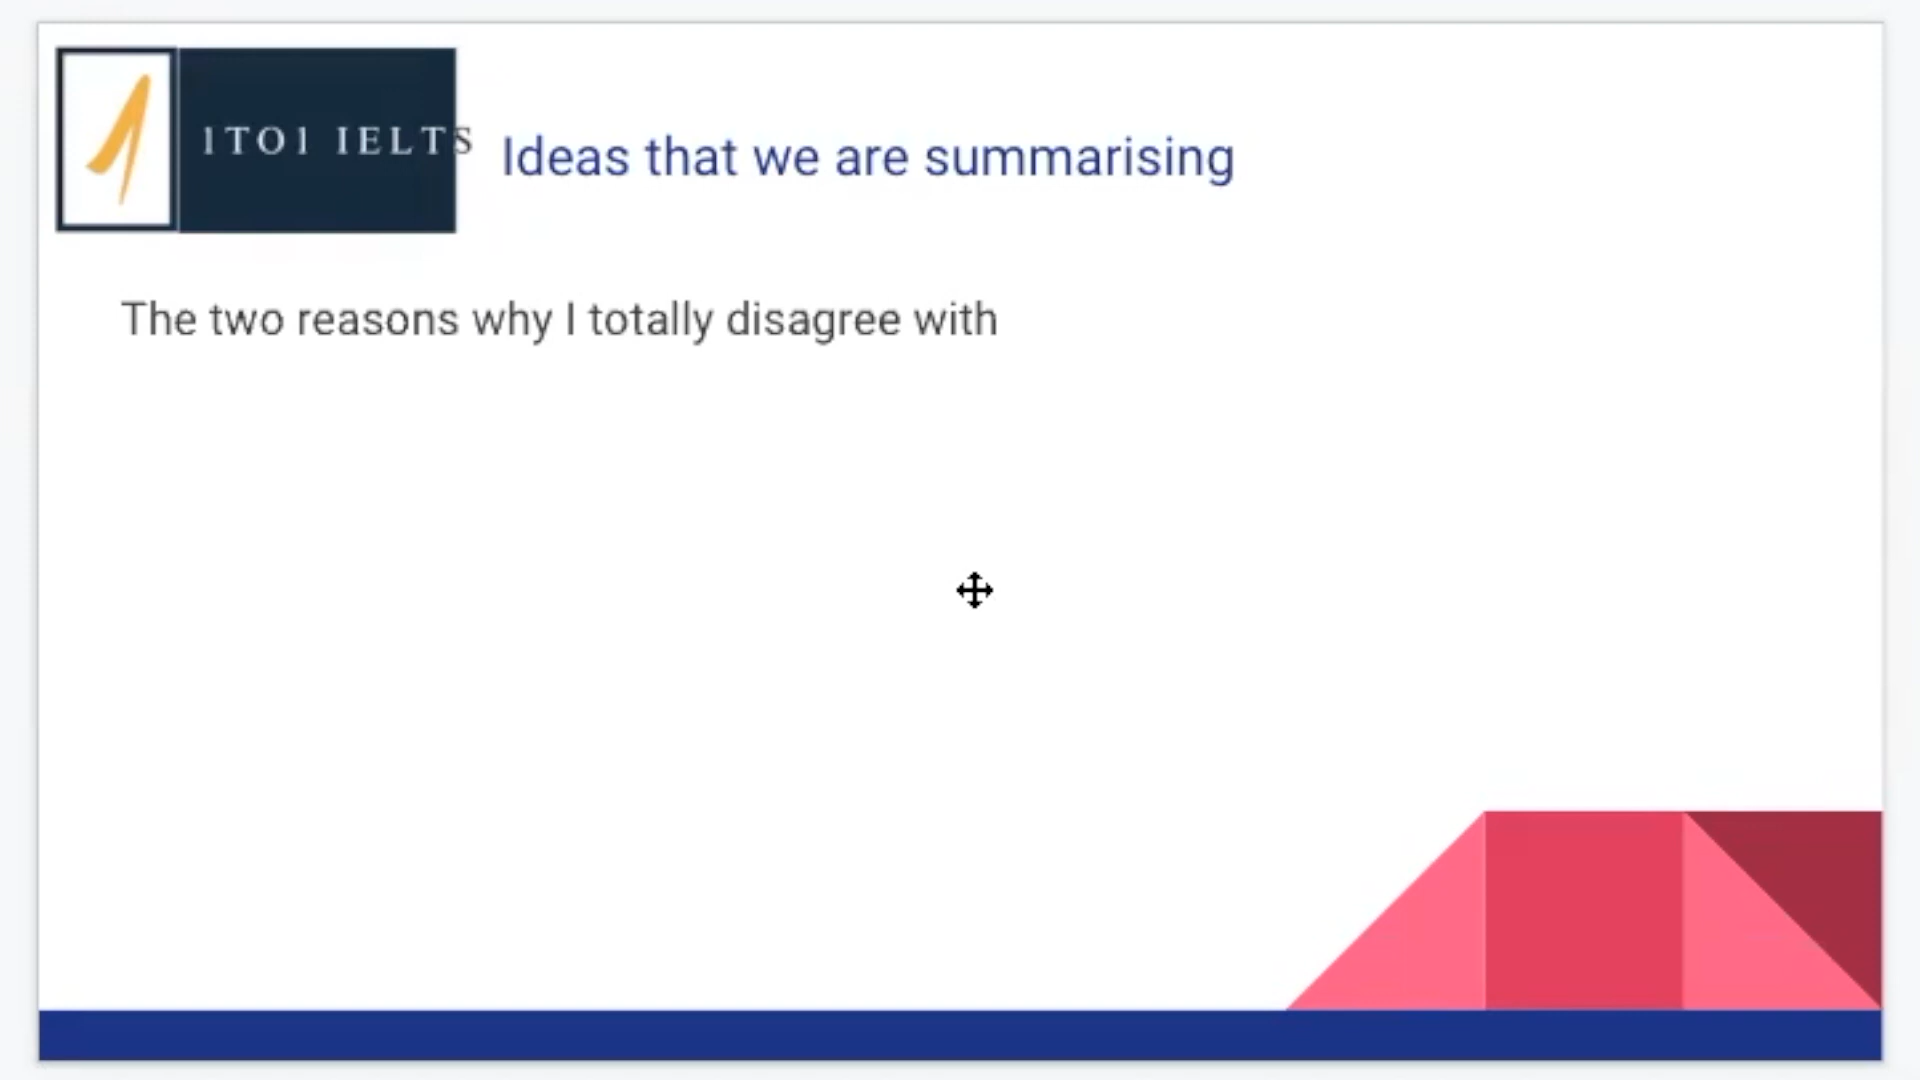 1TO1 IELTS
Ideas that we are summarising
The two reasons why I totally disagree with